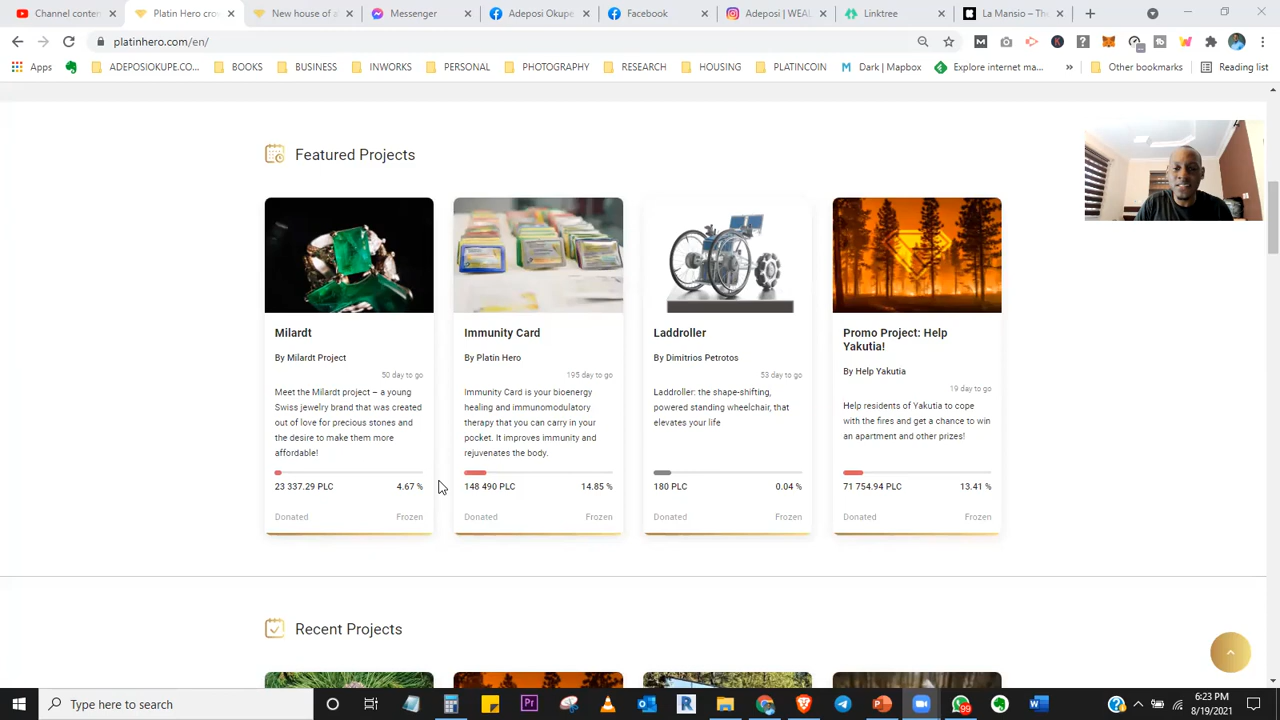 Channel conten
Platin Hero cro
New house of a
Messenger
Adeposi Okupe
Facebook
Adeposi | WEA
Linktree
La Mansio – The
platinhero.com/en/
Apps
ADEPOSIOKUPE.CO...
BOOKS
BUSINESS
INWORKS
PERSONAL
PHOTOGRAPHY
RESEARCH
HOUSING
PLATINCOIN
Dark | Mapbox
Explore internet ma...
»
Other bookmarks
Reading list
Featured Projects
Milardt
By Milardt Project
50 day to go
Meet the Milardt project – a young
Swiss jewelry brand that was created
out of love for precious stones and
the desire to make them more
affordable!
23 337.29 PLC 4.67 %
Donated Frozen
Immunity Card
By Platin Hero
195 day to go
Immunity Card is your bioenergy
healing and immunomodulatory
therapy that you can carry in your
pocket. It improves immunity and
rejuvenates the body.
148 490 PLC 14.85 %
Donated Frozen
Laddroller
By Dimitrios Petrotos
53 day to go
Laddroller: the shape-shifting,
powered standing wheelchair, that
elevates your life
180 PLC 0.04 %
Donated Frozen
Promo Project: Help
Yakutia!
By Help Yakutia
19 day to go
Help residents of Yakutia to cope
with the fires and get a chance to win
an apartment and other prizes!
71 754.94 PLC 13.41 %
Donated Frozen
Recent Projects
Type here to search
99
6:23 PM
8/19/2021